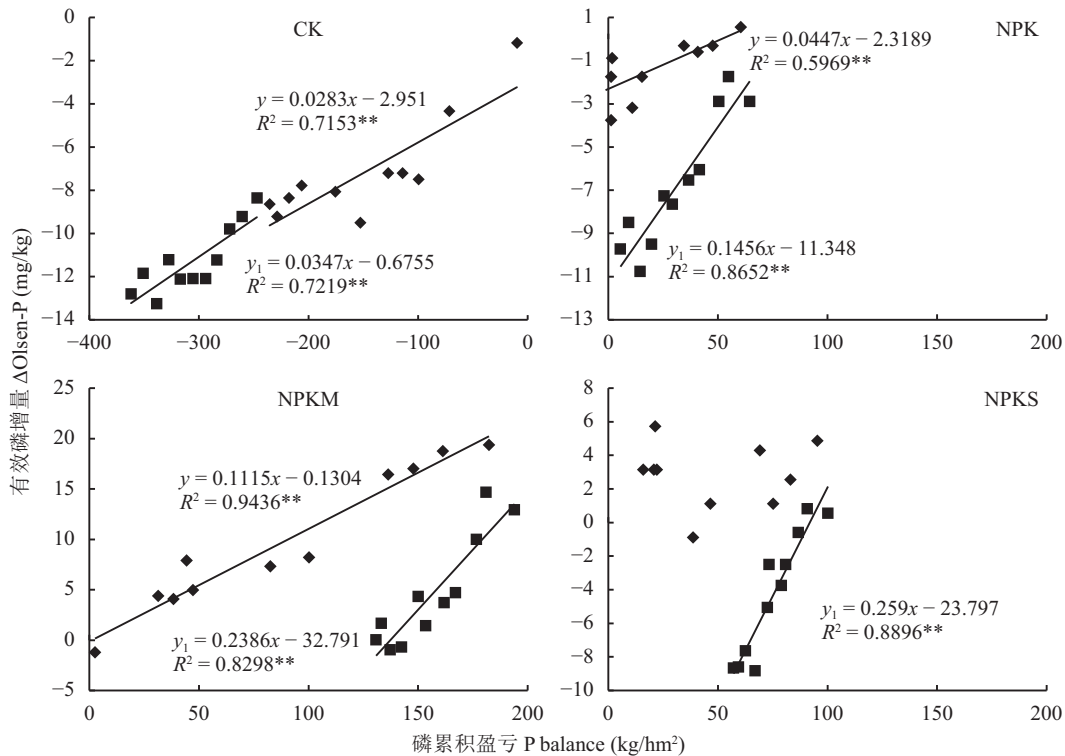 CK
y = 0.0283x − 2.951
R² = 0.7153**
y₁ = 0.0347x − 0.6755
R² = 0.7219**
0
−2
−4
−6
−8
−10
−12
−14
−400
−300
−200
−100
0
NPK
y = 0.0447x − 2.3189
R² = 0.5969**
y₁ = 0.1456x − 11.348
R² = 0.8652**
1
−1
−3
−5
−7
−9
−11
−13
0
50
100
150
200
NPKM
y = 0.1115x − 0.1304
R² = 0.9436**
y₁ = 0.2386x − 32.791
R² = 0.8298**
25
20
15
10
5
0
−5
0
50
100
150
200
NPKS
y₁ = 0.259x − 23.797
R² = 0.8896**
8
6
4
2
0
−2
−4
−6
−8
−10
0
50
100
150
200
有效磷增量 ΔOlsen-P (mg/kg)
磷累积盈亏 P balance (kg/hm²)